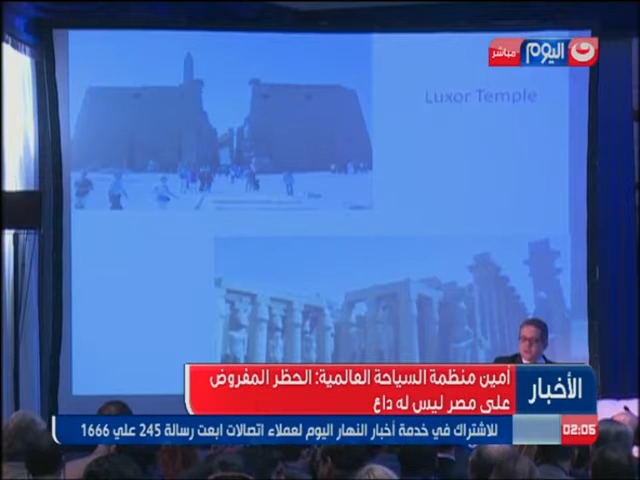 اليوم
مباشر
Luxor Temple
أمين منظمة السياحة العالمية: الحظر المفروض
على مصر ليس له داع
الأخبار
للاشتراك في خدمة أخبار النهار اليوم لعملاء اتصالات ابعت رسالة 245 علي 1666
02:05